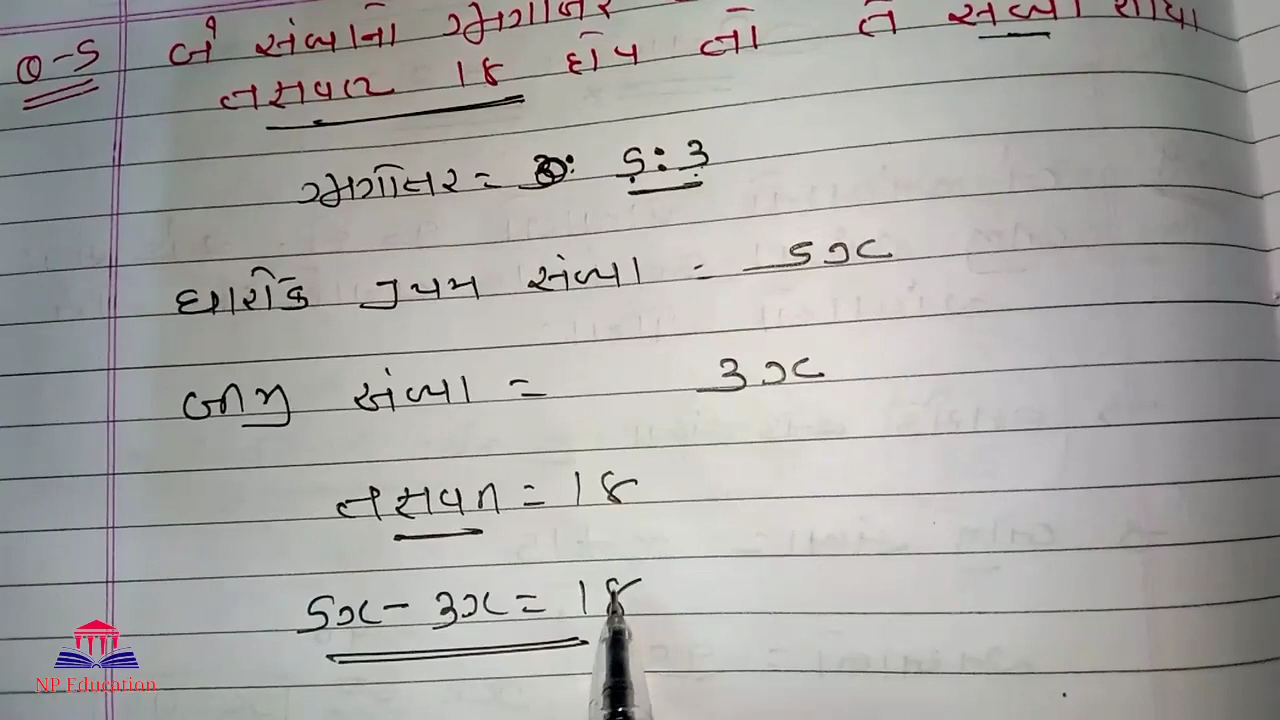 Q-5 બે સંખ્યાનો ગુણોત્તર
તફાવત 18 હોય તો તે સંખ્યા શોધો
ગુણોત્તર = 5:3
ધારોકે પ્રથમ સંખ્યા = 5x
બીજી સંખ્યા = 3x
તફાવત = 18
5x - 3x = 18
NP Education